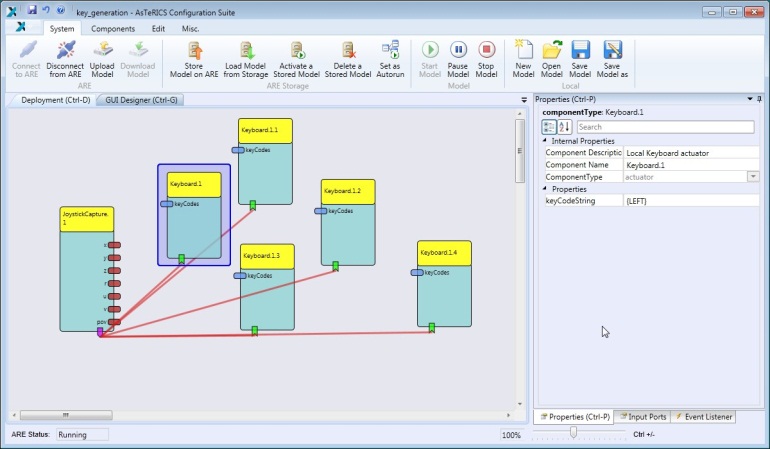 key_generation - AsTeRICS Configuration Suite
System Components Edit Misc.
Connect to ARE
Disconnect from ARE
Upload Model
Download Model
Store Model on ARE
Load Model from Storage
Activate a Stored Model
Delete a Stored Model
Set as Autorun
Start Model
Pause Model
Stop Model
New Model
Open Model
Save Model
Save Model as
ARE
ARE Storage
Model
Local
Deployment (Ctrl-D) GUI Designer (Ctrl-G)
Keyboard.1.1
keyCodes
Keyboard.1
keyCodes
Keyboard.1.2
keyCodes
JoystickCapture.
1
x
y
z
r
u
v
pov
Keyboard.1.3
keyCodes
Keyboard.1.4
keyCodes
Properties (Ctrl-P)
componentType: Keyboard.1
A
Z
Search
Internal Properties
Component Descriptic Local Keyboard actuator
Component Name Keyboard.1
ComponentType actuator
Properties
keyCodeString {LEFT}
Properties (Ctrl-P) Input Ports Event Listener
ARE Status: Running
100%
Ctrl +/-